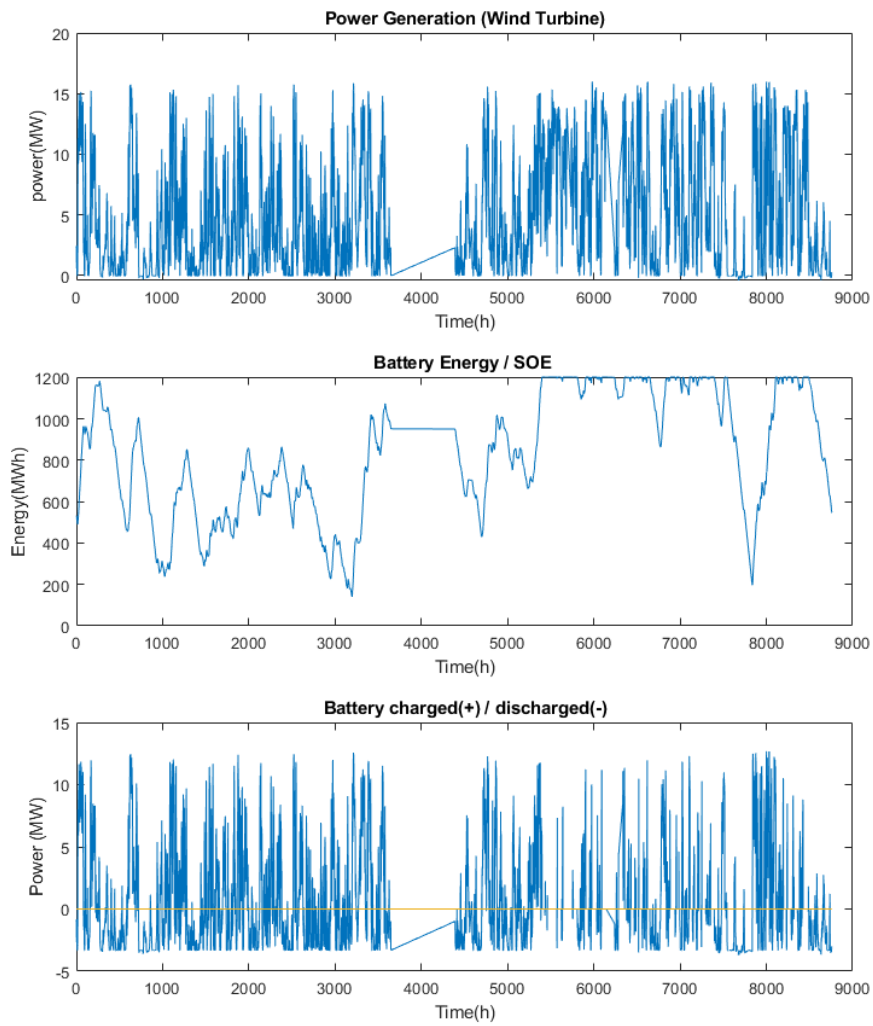 Power Generation (Wind Turbine)
20
15
10
5
0
power(MW)
0 1000 2000 3000 4000 5000 6000 7000 8000 9000
Time(h)
Battery Energy / SOE
1200
1000
800
600
400
200
0
Energy(MWh)
0 1000 2000 3000 4000 5000 6000 7000 8000 9000
Time(h)
Battery charged(+) / discharged(-)
15
10
5
0
-5
Power (MW)
0 1000 2000 3000 4000 5000 6000 7000 8000 9000
Time(h)